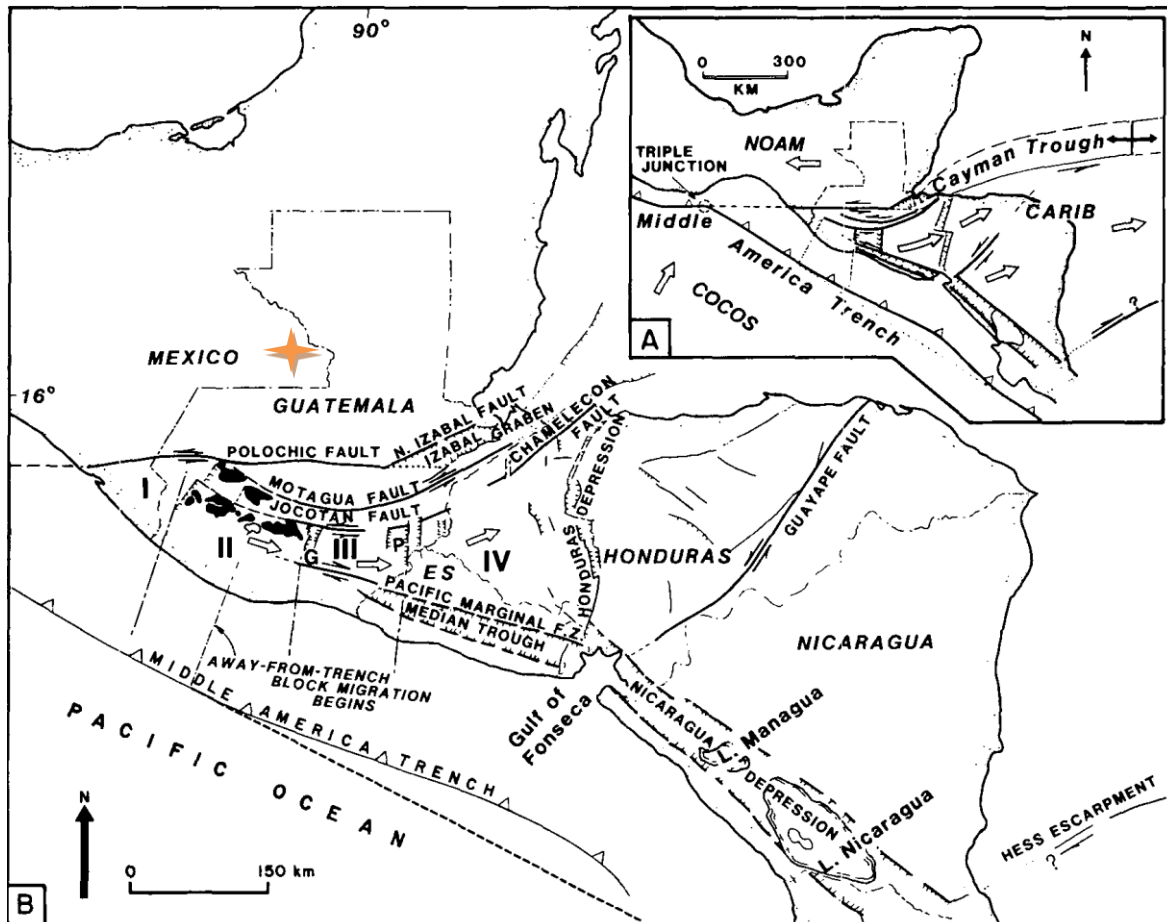 90°
A
N
0 300
KM
NOAM
TRIPLE
JUNCTION
Cayman Trough
CARIB
Middle America Trench
COCOS
?
B
MEXICO
16°
GUATEMALA
POLOCHIC FAULT
N. IZABAL FAULT
IZABAL GRABEN
CHAMELECON
FAULT
MOTAGUA FAULT
JOCOTAN FAULT
I
II
G
III
P
IV
ES
HONDURAS DEPRESSION
HONDURAS
GUAYAPE FAULT
PACIFIC MARGINAL F.Z.
MEDIAN TROUGH
NICARAGUA
AWAY-FROM-TRENCH
BLOCK MIGRATION
BEGINS
MIDDLE AMERICA TRENCH
PACIFIC OCEAN
Gulf of
Fonseca
NICARAGUA DEPRESSION
L. Managua
L. Nicaragua
HESS ESCARPMENT
?
N
0 150 km